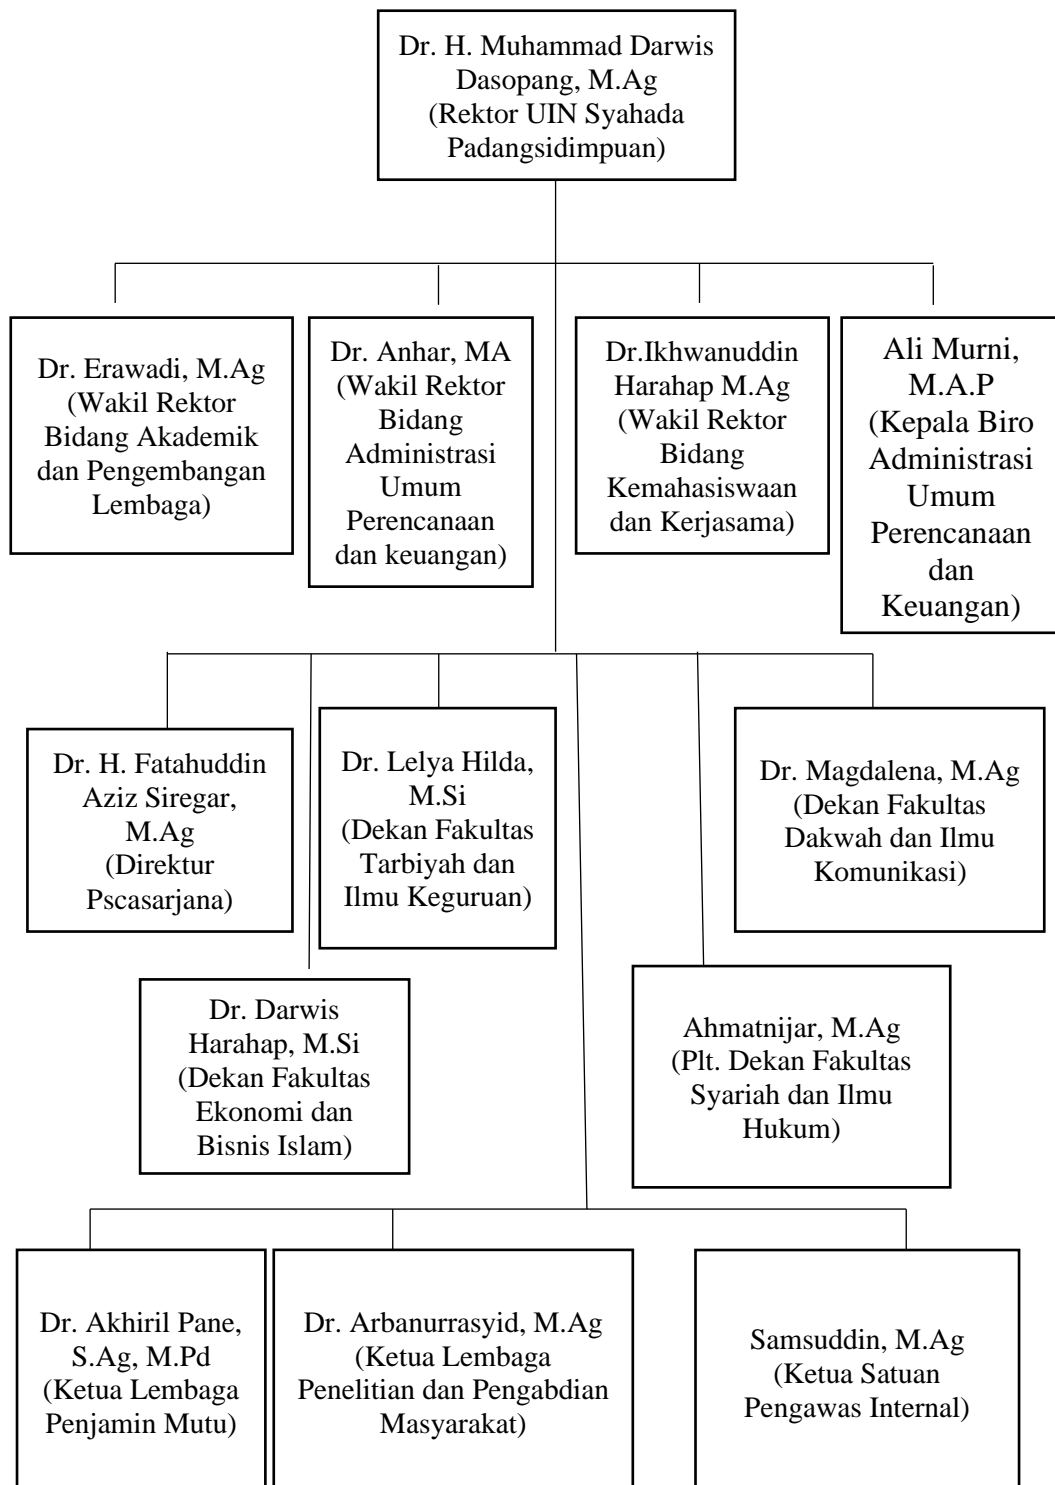 Dr. H. Muhammad Darwis
Dasopang, M.Ag
(Rektor UIN Syahada
Padangsidimpuan)
Dr. Erawadi, M.Ag
(Wakil Rektor
Bidang Akademik
dan Pengembangan
Lembaga)
Dr. Anhar, MA
(Wakil Rektor
Bidang
Administrasi
Umum
Perencanaan
dan keuangan)
Dr.Ikhwanuddin
Harahap M.Ag
(Wakil Rektor
Bidang
Kemahasiswaan
dan Kerjasama)
Ali Murni,
M.A.P
(Kepala Biro
Administrasi
Umum
Perencanaan
dan
Keuangan)
Dr. H. Fatahuddin
Aziz Siregar,
M.Ag
(Direktur
Pscasarjana)
Dr. Lelya Hilda,
M.Si
(Dekan Fakultas
Tarbiyah dan
Ilmu Keguruan)
Dr. Magdalena, M.Ag
(Dekan Fakultas
Dakwah dan Ilmu
Komunikasi)
Dr. Darwis
Harahap, M.Si
(Dekan Fakultas
Ekonomi dan
Bisnis Islam)
Ahmatnijar, M.Ag
(Plt. Dekan Fakultas
Syariah dan Ilmu
Hukum)
Dr. Akhiril Pane,
S.Ag, M.Pd
(Ketua Lembaga
Penjamin Mutu)
Dr. Arbanurrasyid, M.Ag
(Ketua Lembaga
Penelitian dan Pengabdian
Masyarakat)
Samsuddin, M.Ag
(Ketua Satuan
Pengawas Internal)